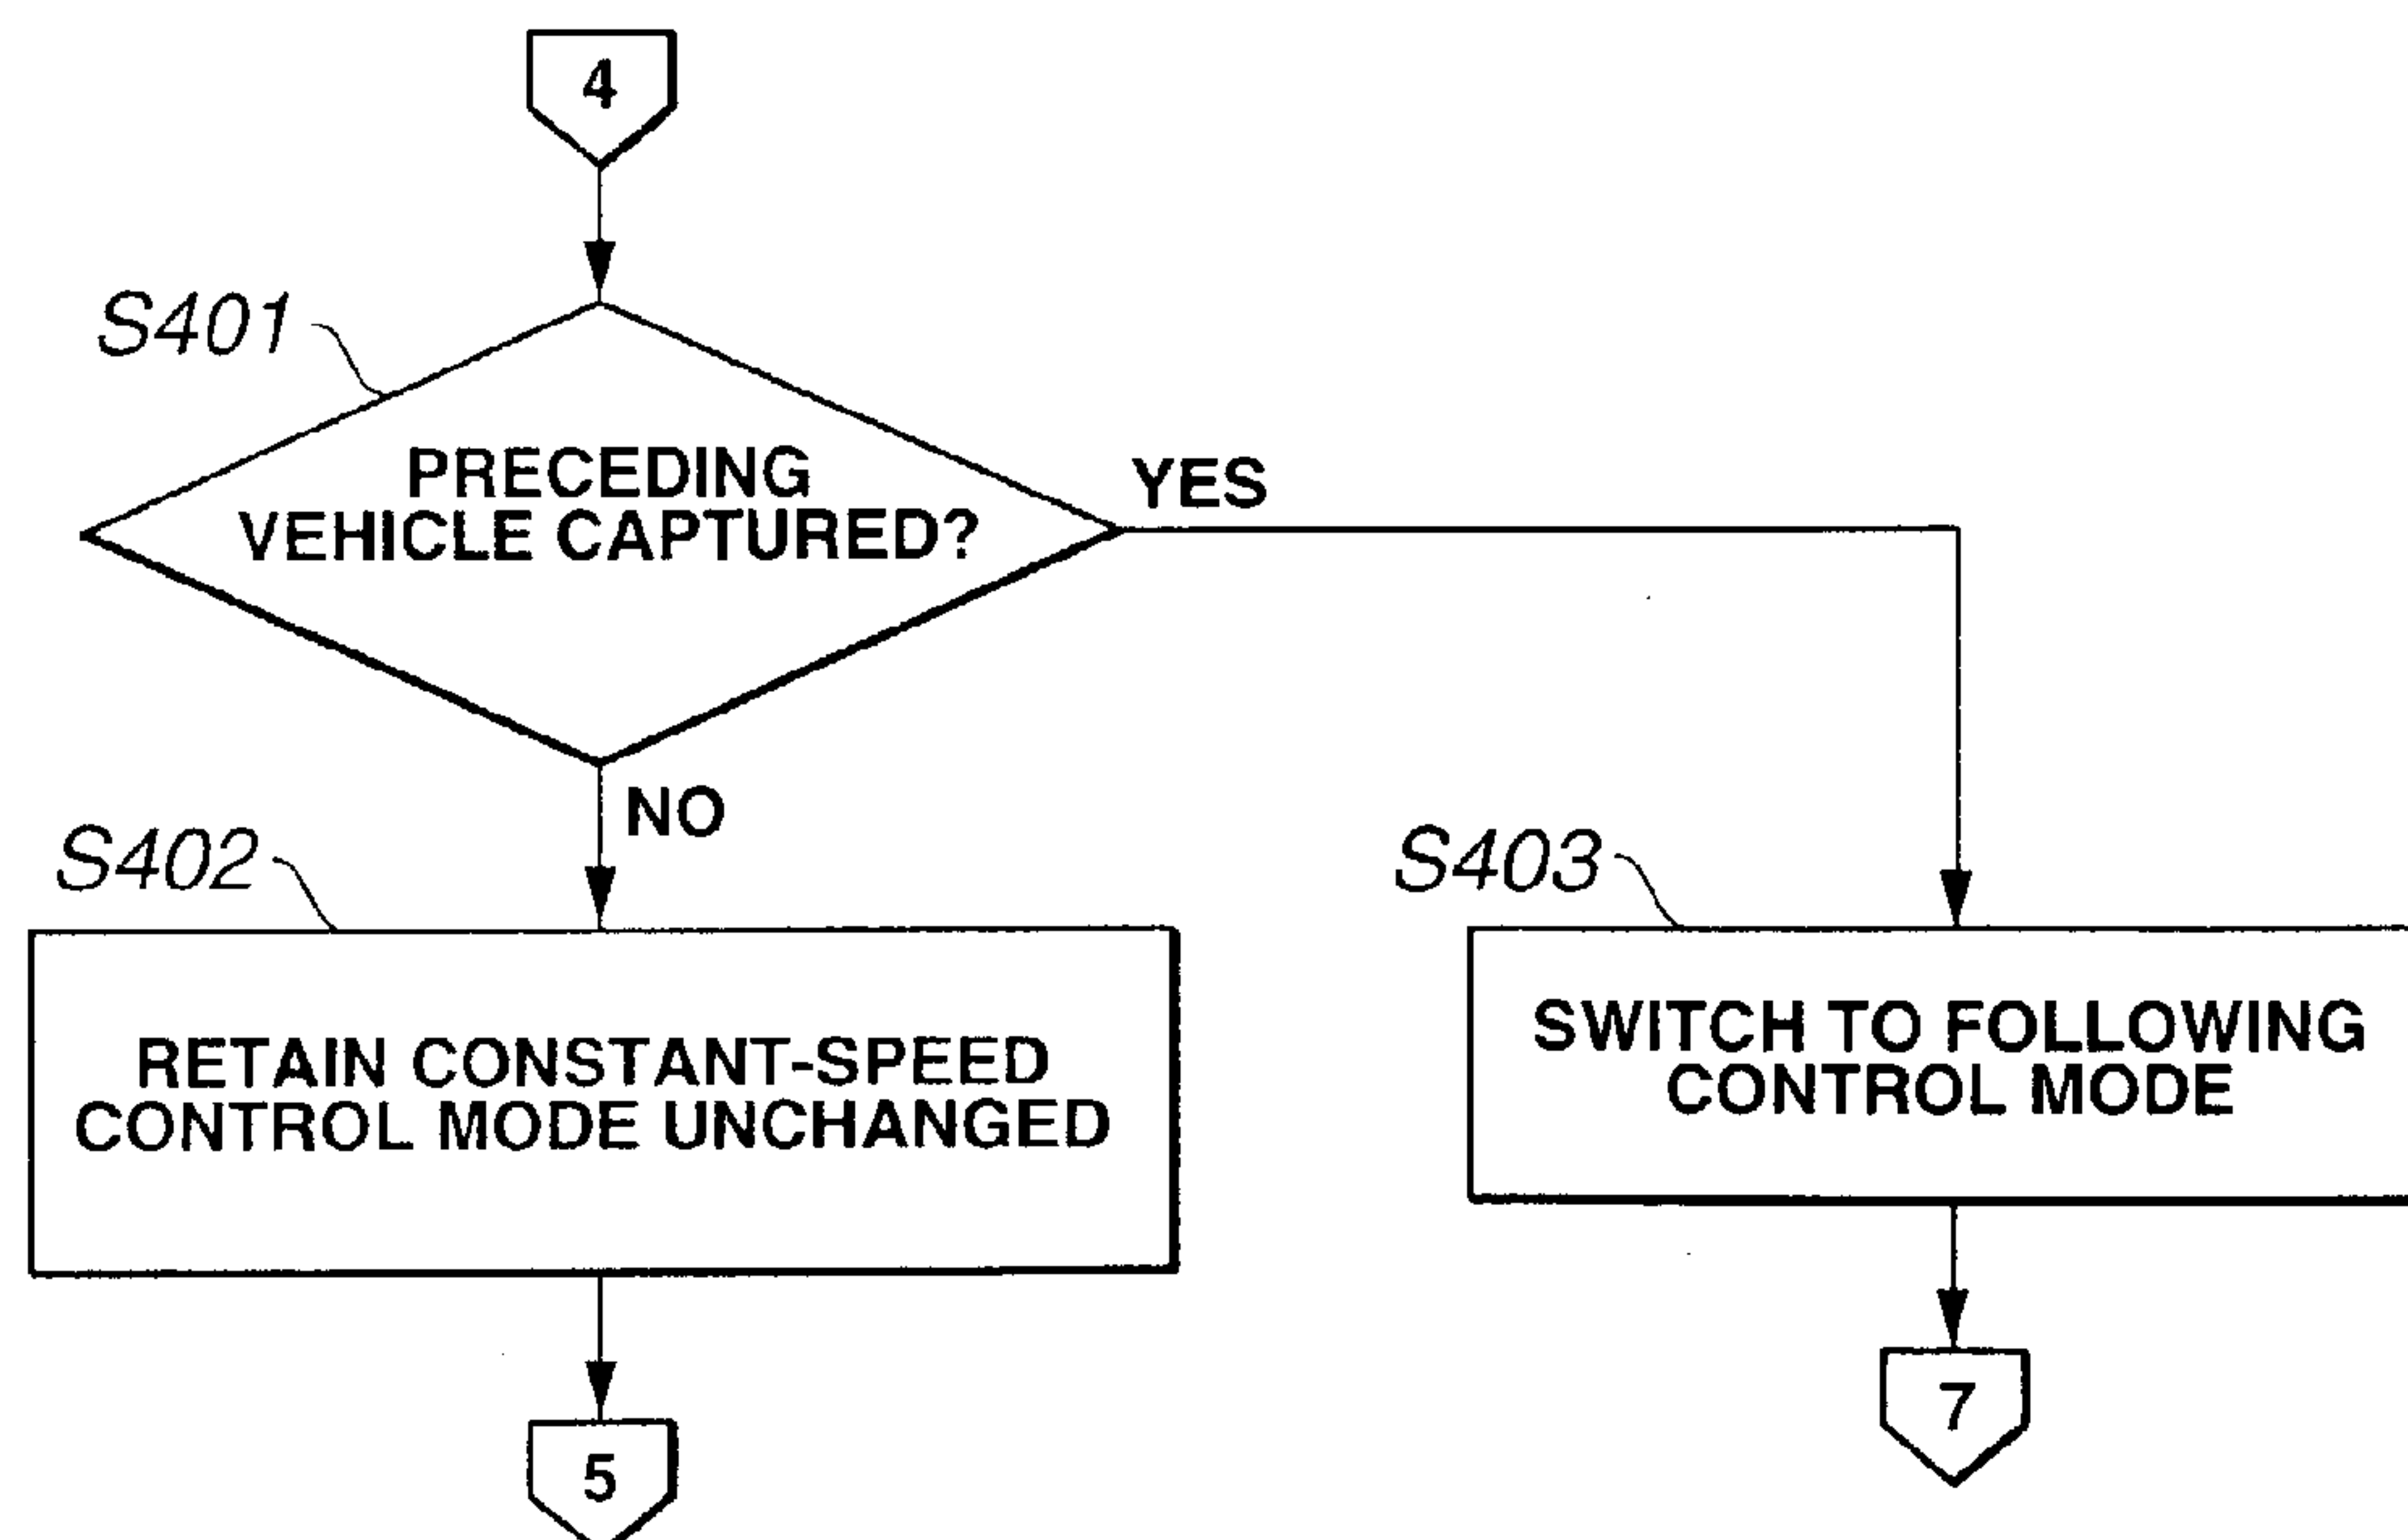 4
S401
PRECEDING
VEHICLE CAPTURED?
YES
NO
S402
RETAIN CONSTANT-SPEED
CONTROL MODE UNCHANGED
5
S403
SWITCH TO FOLLOWING
CONTROL MODE
7